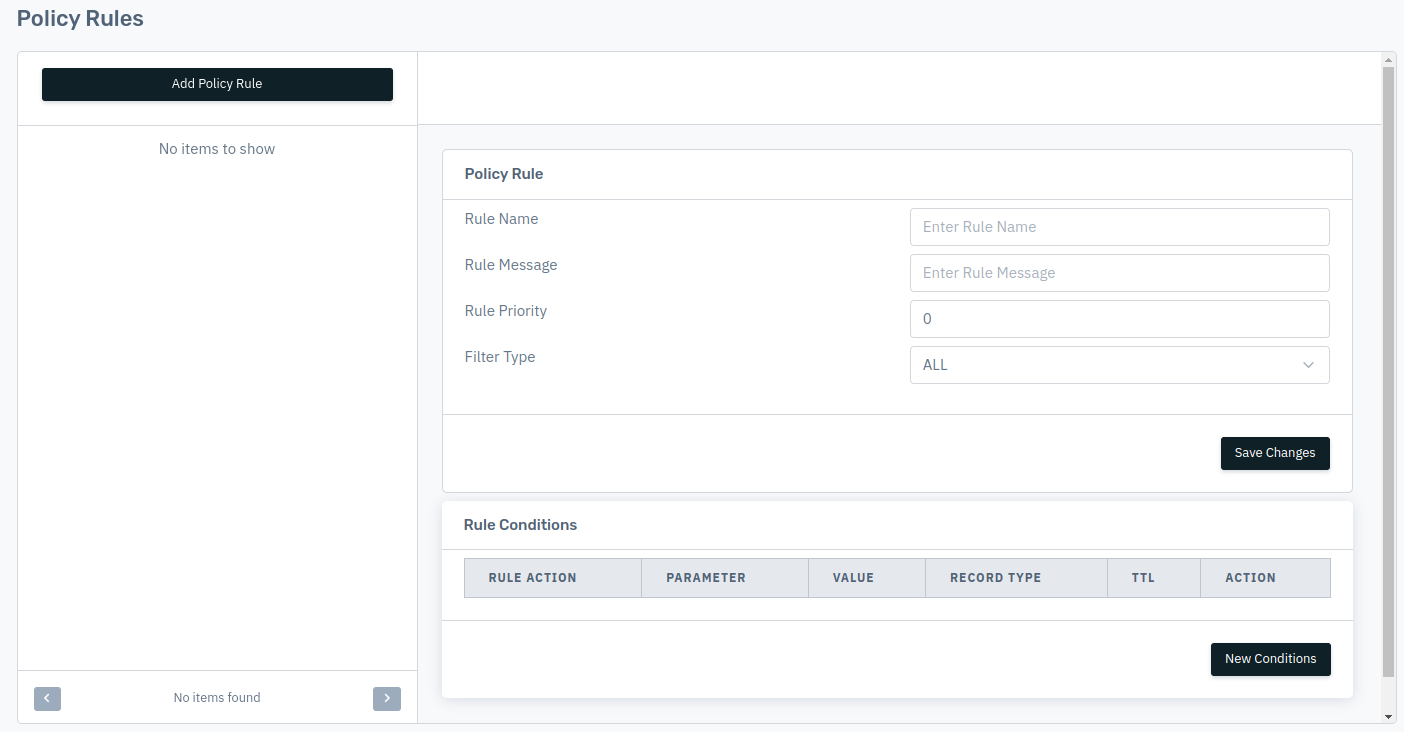 Policy Rules
Add Policy Rule
No items to show
No items found
Policy Rule
Rule Name
Enter Rule Name
Rule Message
Enter Rule Message
Rule Priority
0
Filter Type
ALL
Save Changes
Rule Conditions
RULE ACTION PARAMETER VALUE RECORD TYPE TTL ACTION
New Conditions